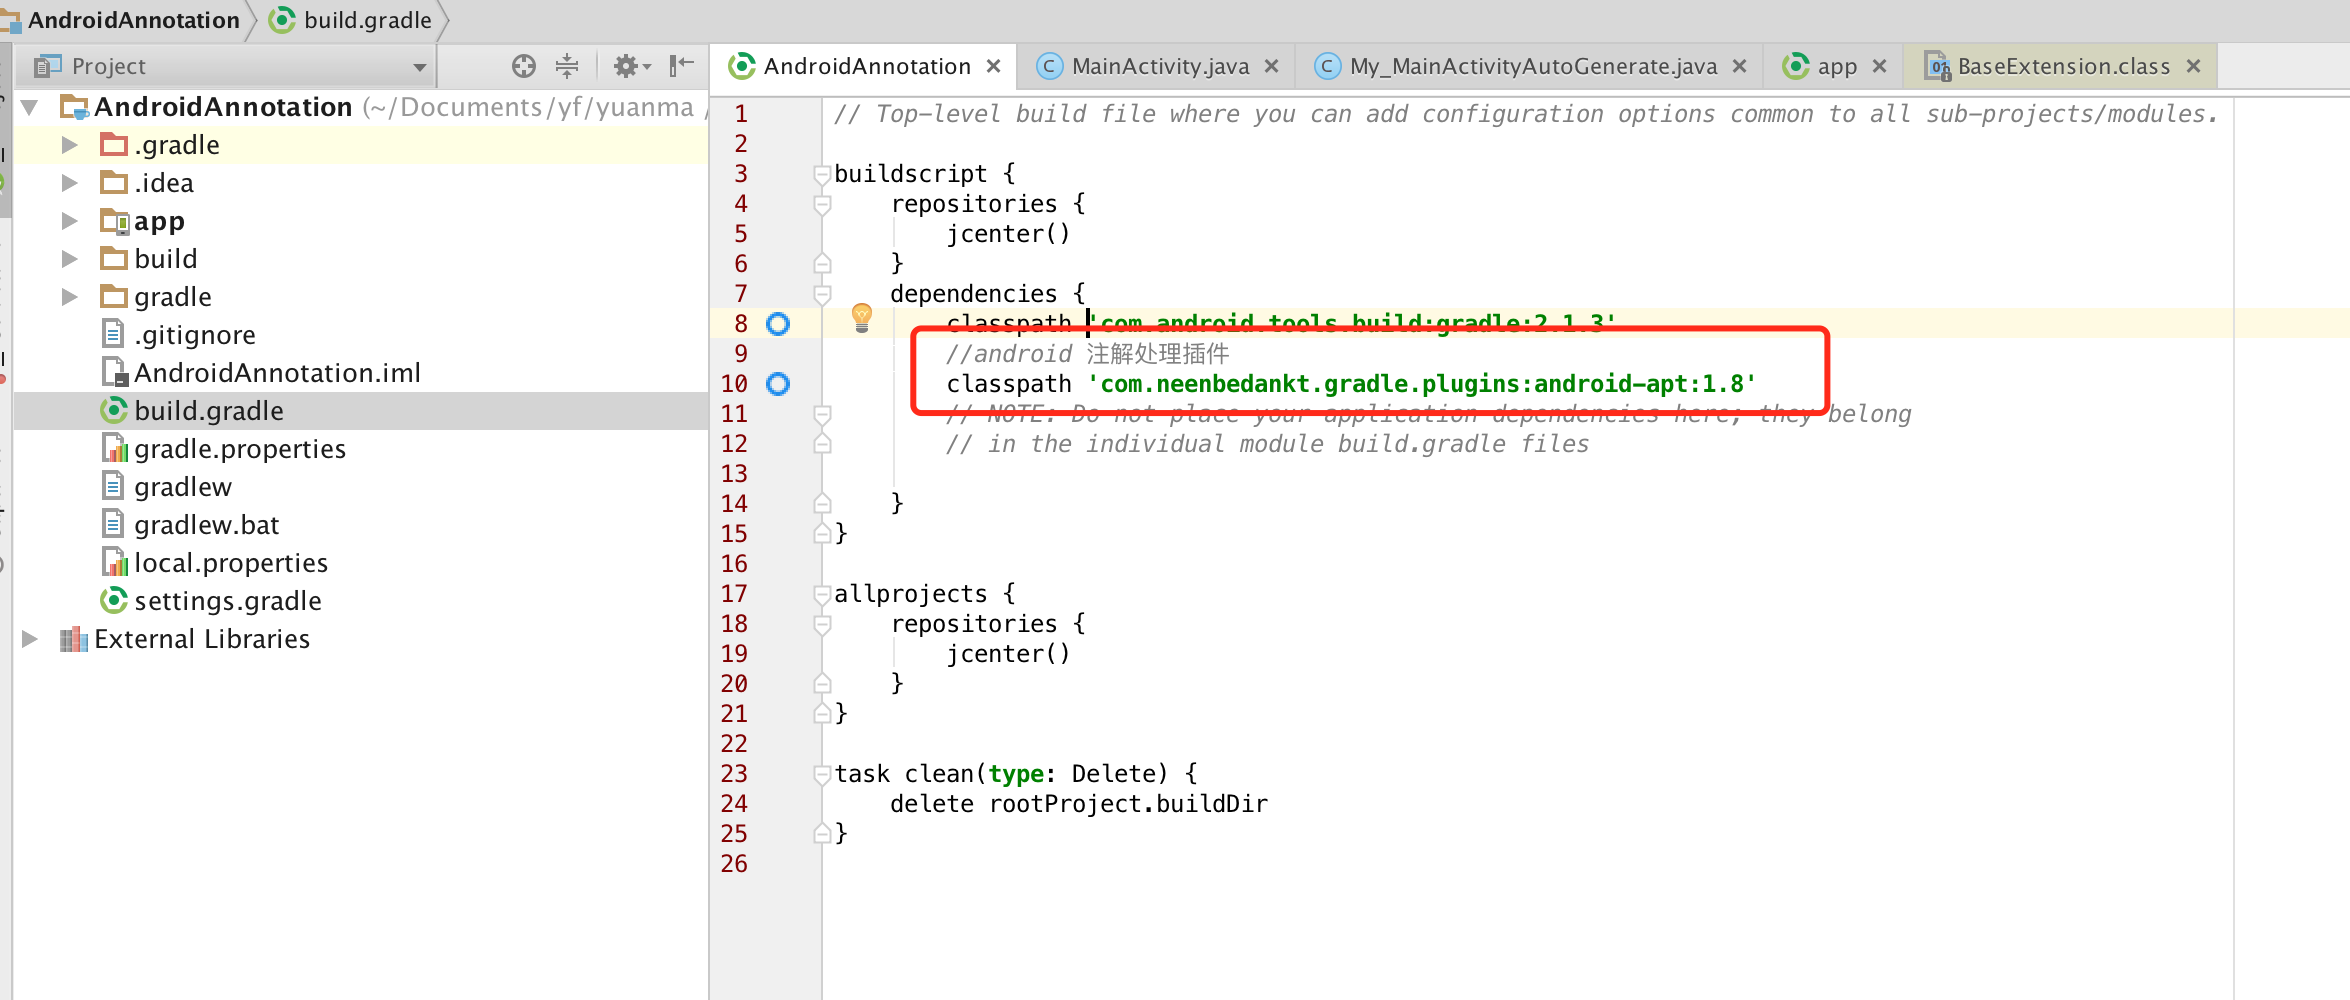 AndroidAnnotation build.gradle
Project
AndroidAnnotation (~/Documents/yf/yuanma
.gradle
.idea
app
build
gradle
.gitignore
AndroidAnnotation.iml
build.gradle
gradle.properties
gradlew
gradlew.bat
local.properties
settings.gradle
External Libraries
AndroidAnnotation MainActivity.java My_MainActivityAutoGenerate.java app BaseExtension.class
1 // Top-level build file where you can add configuration options common to all sub-projects/modules.
2
3 buildscript {
4 repositories {
5 jcenter()
6 }
7 dependencies {
8 classpath 'com.android.tools.build:gradle:2.1.3'
9 //android 注解处理插件
10 classpath 'com.neenbedankt.gradle.plugins:android-apt:1.8'
11 // NOTE: Do not place your application dependencies here; they belong
12 // in the individual module build.gradle files
13
14 }
15 }
16
17 allprojects {
18 repositories {
19 jcenter()
20 }
21 }
22
23 task clean(type: Delete) {
24 delete rootProject.buildDir
25 }
26